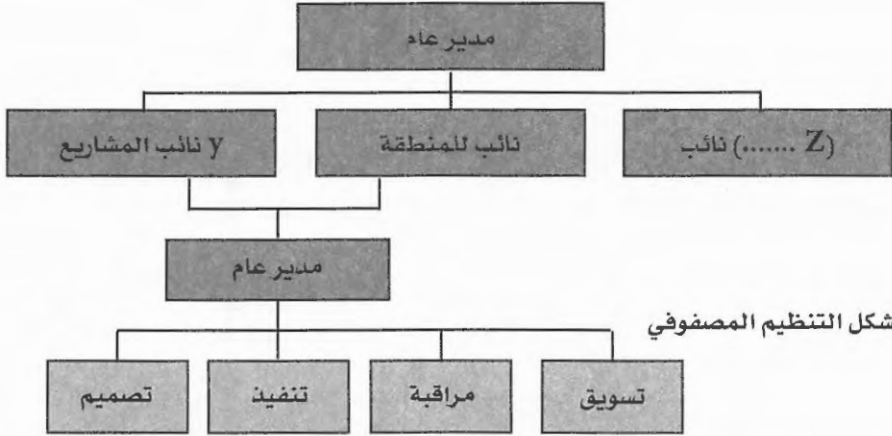 مدير عام
نائب (....... Z)
نائب للمنطقة
نائب المشاريع y
مدير عام
شكل التنظيم المصفوفي
تسويق
مراقبة
تنفيذ
تصميم